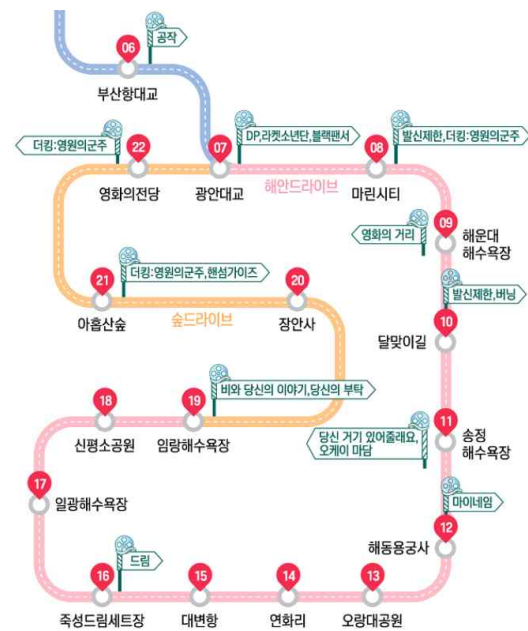 06
공작
부산항대교
더킹:영원의군주
22
영화의전당
07
DP,라켓소년단,블랙팬서
광안대교
해안드라이브
08
발신제한,더킹:영원의군주
마린시티
영화의 거리
09
해운대
해수욕장
21
더킹:영원의군주,핸섬가이즈
아홉산숲
숲드라이브
20
장안사
발신제한,버닝
10
달맞이길
18
신평소공원
19
비와 당신의 이야기,당신의 부탁
임랑해수욕장
당신 거기 있어줄래요,
오케이 마담
11
송정
해수욕장
17
일광해수욕장
마이네임
12
해동용궁사
16
드림
죽성드림세트장
15
대변항
14
연화리
13
오랑대공원